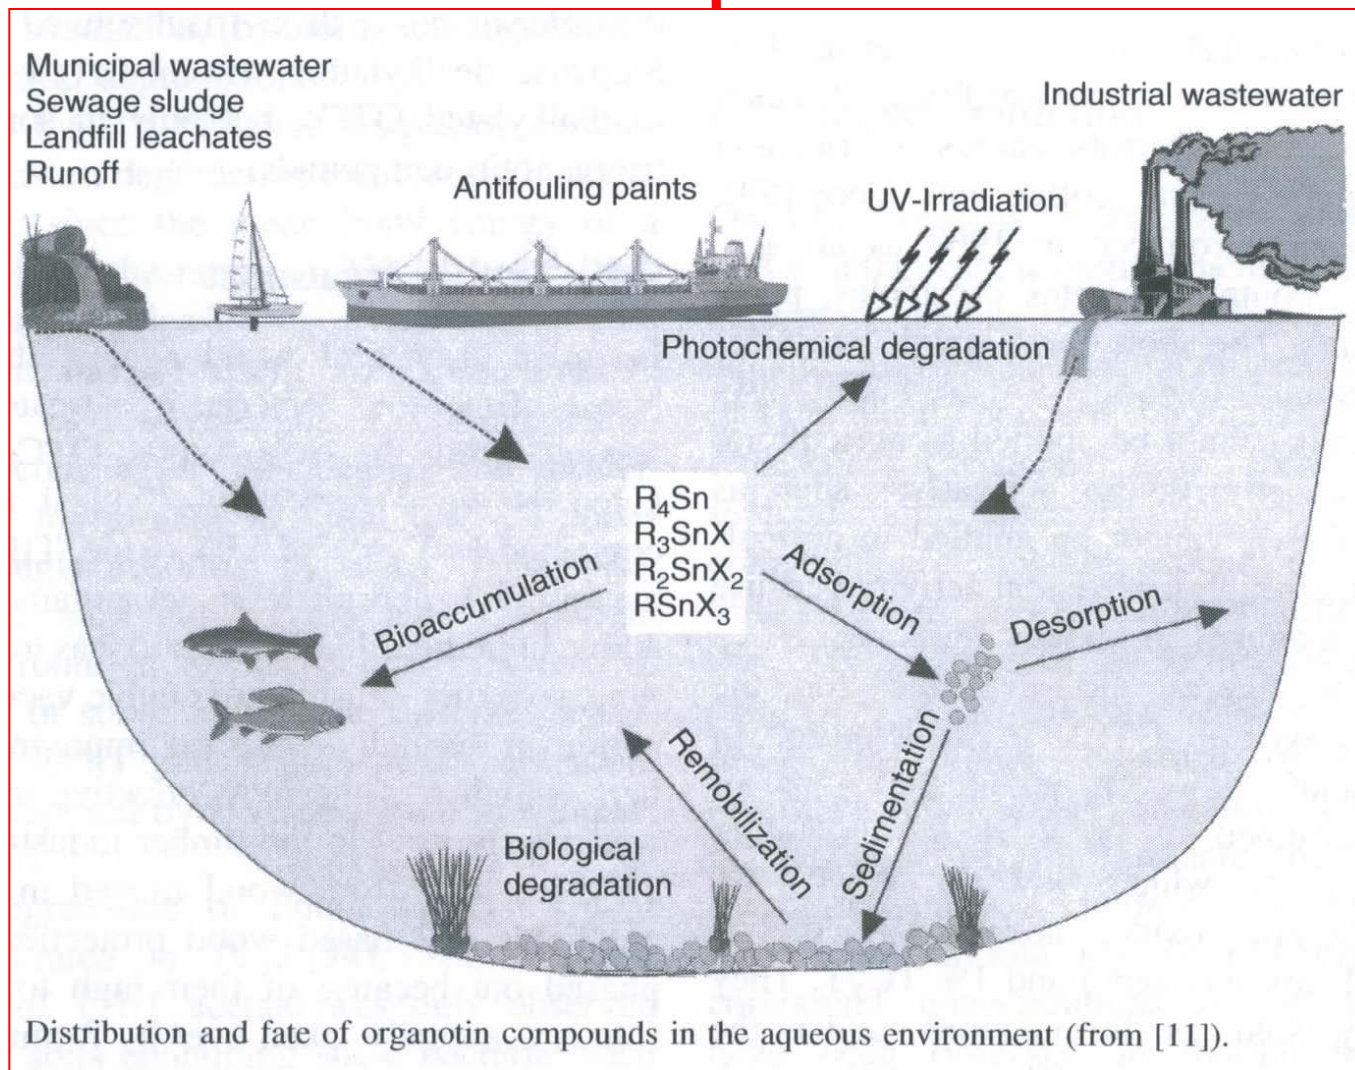 Municipal wastewater
Sewage sludge
Landfill leachates
Runoff
Industrial wastewater
Antifouling paints
UV-Irradiation
Photochemical degradation
R₄Sn
R₃SnX
R₂SnX₂
RSnX₃
Bioaccumulation
Adsorption
Desorption
Remobilization
Sedimentation
Biological
degradation
Distribution and fate of organotin compounds in the aqueous environment (from [11]).